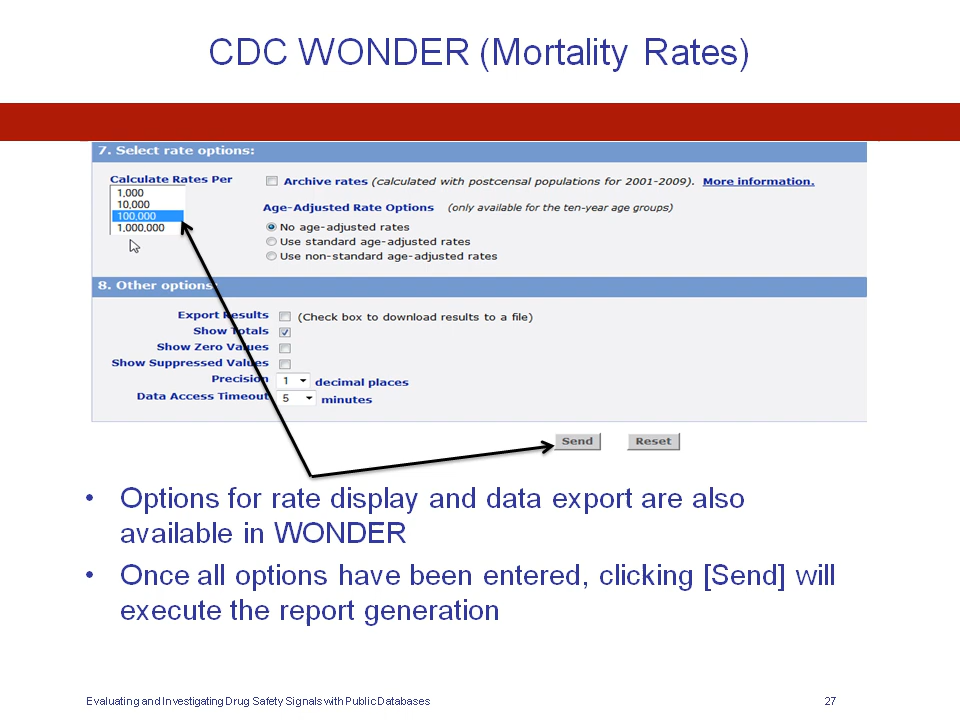 CDC WONDER (Mortality Rates)
7. Select rate options:
Calculate Rates Per
1,000
10,000
100,000
1,000,000
Archive rates (calculated with postcensal populations for 2001-2009). More information.
Age-Adjusted Rate Options (only available for the ten-year age groups)
No age-adjusted rates
Use standard age-adjusted rates
Use non-standard age-adjusted rates
8. Other options:
Export Results (Check box to download results to a file)
Show Totals
Show Zero Values
Show Suppressed Values
Precision 1 decimal places
Data Access Timeout 5 minutes
Send Reset
• Options for rate display and data export are also
available in WONDER
• Once all options have been entered, clicking [Send] will
execute the report generation
Evaluating and Investigating Drug Safety Signals with Public Databases 27